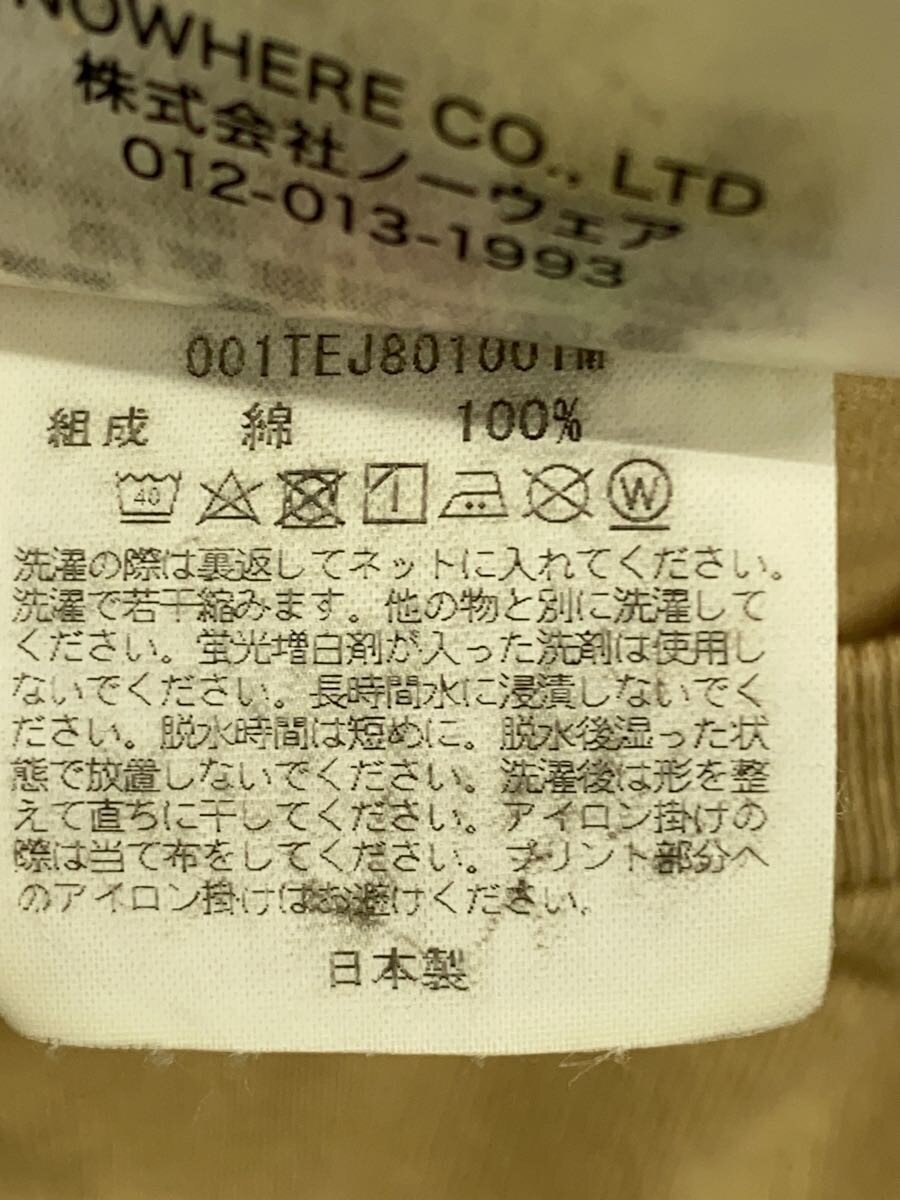 NOWHERE CO., LTD
株式会社ノーウェア
012-013-1993
001TEJ801001M
組成 綿 100%
40 W
洗濯の際は裏返してネットに入れてください。
洗濯で若干縮みます。他の物と別に洗濯して
ください。蛍光増白剤が入った洗剤は使用し
ないでください。長時間水に浸漬しないでく
ださい。脱水時間は短めに。脱水後湿った状
態で放置しないでください。洗濯後は形を整
えて直ちに干してください。アイロン掛けの
際は当て布をしてください。プリント部分へ
のアイロン掛けはお避けください。
日本製